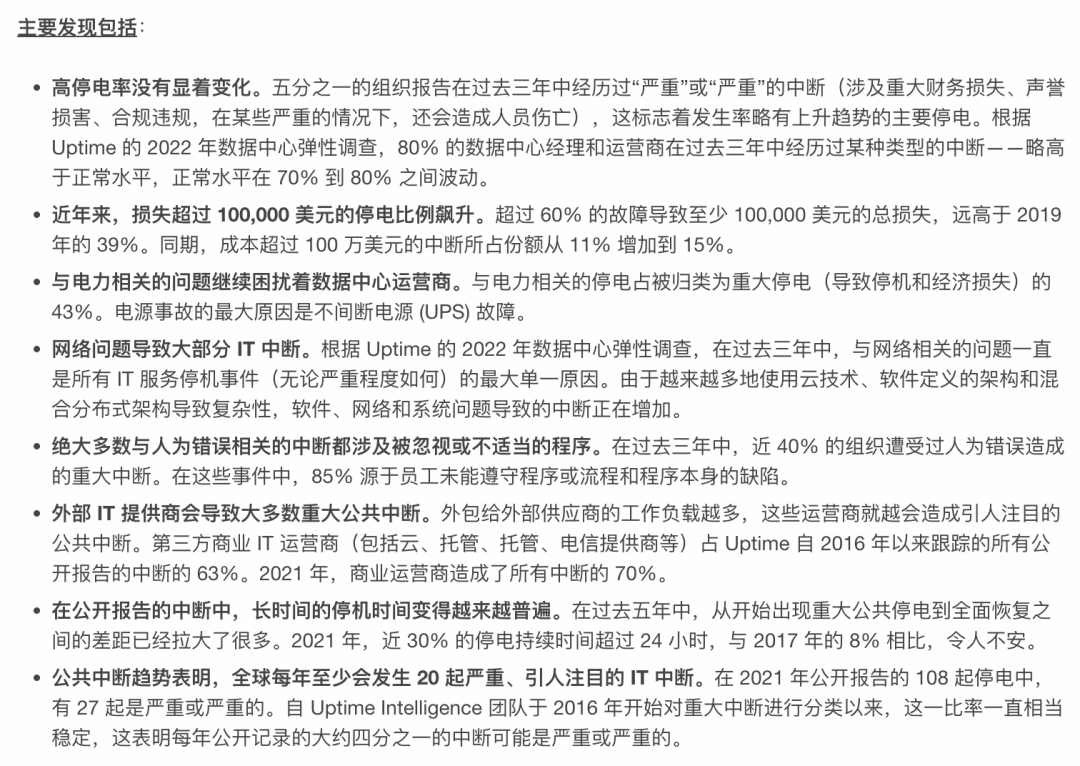 主要发现包括:
• 高停电率没有显着变化。五分之一的组织报告在过去三年中经历过“严重”或“严重”的中断（涉及重大财务损失、声誉
损害、合规违规，在某些严重的情况下，还会造成人员伤亡），这标志着发生率略有上升趋势的主要停电。根据
Uptime 的 2022 年数据中心弹性调查，80% 的数据中心经理和运营商在过去三年中经历过某种类型的中断——略高
于正常水平，正常水平在 70% 到 80% 之间波动。
• 近年来，损失超过 100,000 美元的停电比例飙升。超过 60% 的故障导致至少 100,000 美元的总损失，远高于 2019
年的 39%。同期，成本超过 100 万美元的中断所占份额从 11% 增加到 15%。
• 与电力相关的问题继续困扰着数据中心运营商。与电力相关的停电占被归类为重大停电（导致停机和经济损失）的
43%。电源事故的最大原因是不间断电源 (UPS) 故障。
• 网络问题导致大部分 IT 中断。根据 Uptime 的 2022 年数据中心弹性调查，在过去三年中，与网络相关的问题一直
是所有 IT 服务停机事件（无论严重程度如何）的最大单一原因。由于越来越多地使用云技术、软件定义的架构和混
合分布式架构导致复杂性，软件、网络和系统问题导致的中断正在增加。
• 绝大多数与人为错误相关的中断都涉及被忽视或不适当的程序。在过去三年中，近 40% 的组织遭受过人为错误造成
的重大中断。在这些事件中，85% 源于员工未能遵守程序或流程和程序本身的缺陷。
• 外部 IT 提供商会导致大多数重大公共中断。外包给外部供应商的工作负载越多，这些运营商就越会造成引人注目的
公共中断。第三方商业 IT 运营商（包括云、托管、托管、电信提供商等）占 Uptime 自 2016 年以来跟踪的所有公
开报告的中断的 63%。2021 年，商业运营商造成了所有中断的 70%。
• 在公开报告的中断中，长时间的停机时间变得越来越普遍。在过去五年中，从开始出现重大公共停电到全面恢复之
间的差距已经拉大了很多。2021 年，近 30% 的停电持续时间超过 24 小时，与 2017 年的 8% 相比，令人不安。
• 公共中断趋势表明，全球每年至少会发生 20 起严重、引人注目的 IT 中断。在 2021 年公开报告的 108 起停电中，
有 27 起是严重或严重的。自 Uptime Intelligence 团队于 2016 年开始对重大中断进行分类以来，这一比率一直相当
稳定，这表明每年公开记录的大约四分之一的中断可能是严重或严重的。